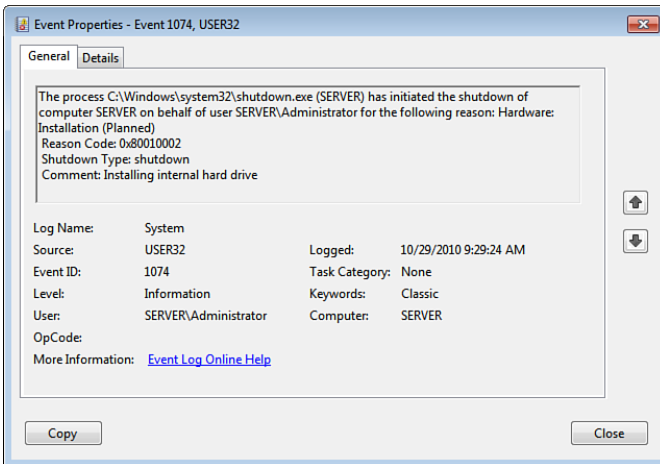 Event Properties - Event 1074, USER32
General Details
The process C:\Windows\system32\shutdown.exe (SERVER) has initiated the shutdown of
computer SERVER on behalf of user SERVER\Administrator for the following reason: Hardware:
Installation (Planned)
Reason Code: 0x80010002
Shutdown Type: shutdown
Comment: Installing internal hard drive
Log Name: System
Source: USER32 Logged: 10/29/2010 9:29:24 AM
Event ID: 1074 Task Category: None
Level: Information Keywords: Classic
User: SERVER\Administrator Computer: SERVER
OpCode:
More Information: Event Log Online Help
Copy Close